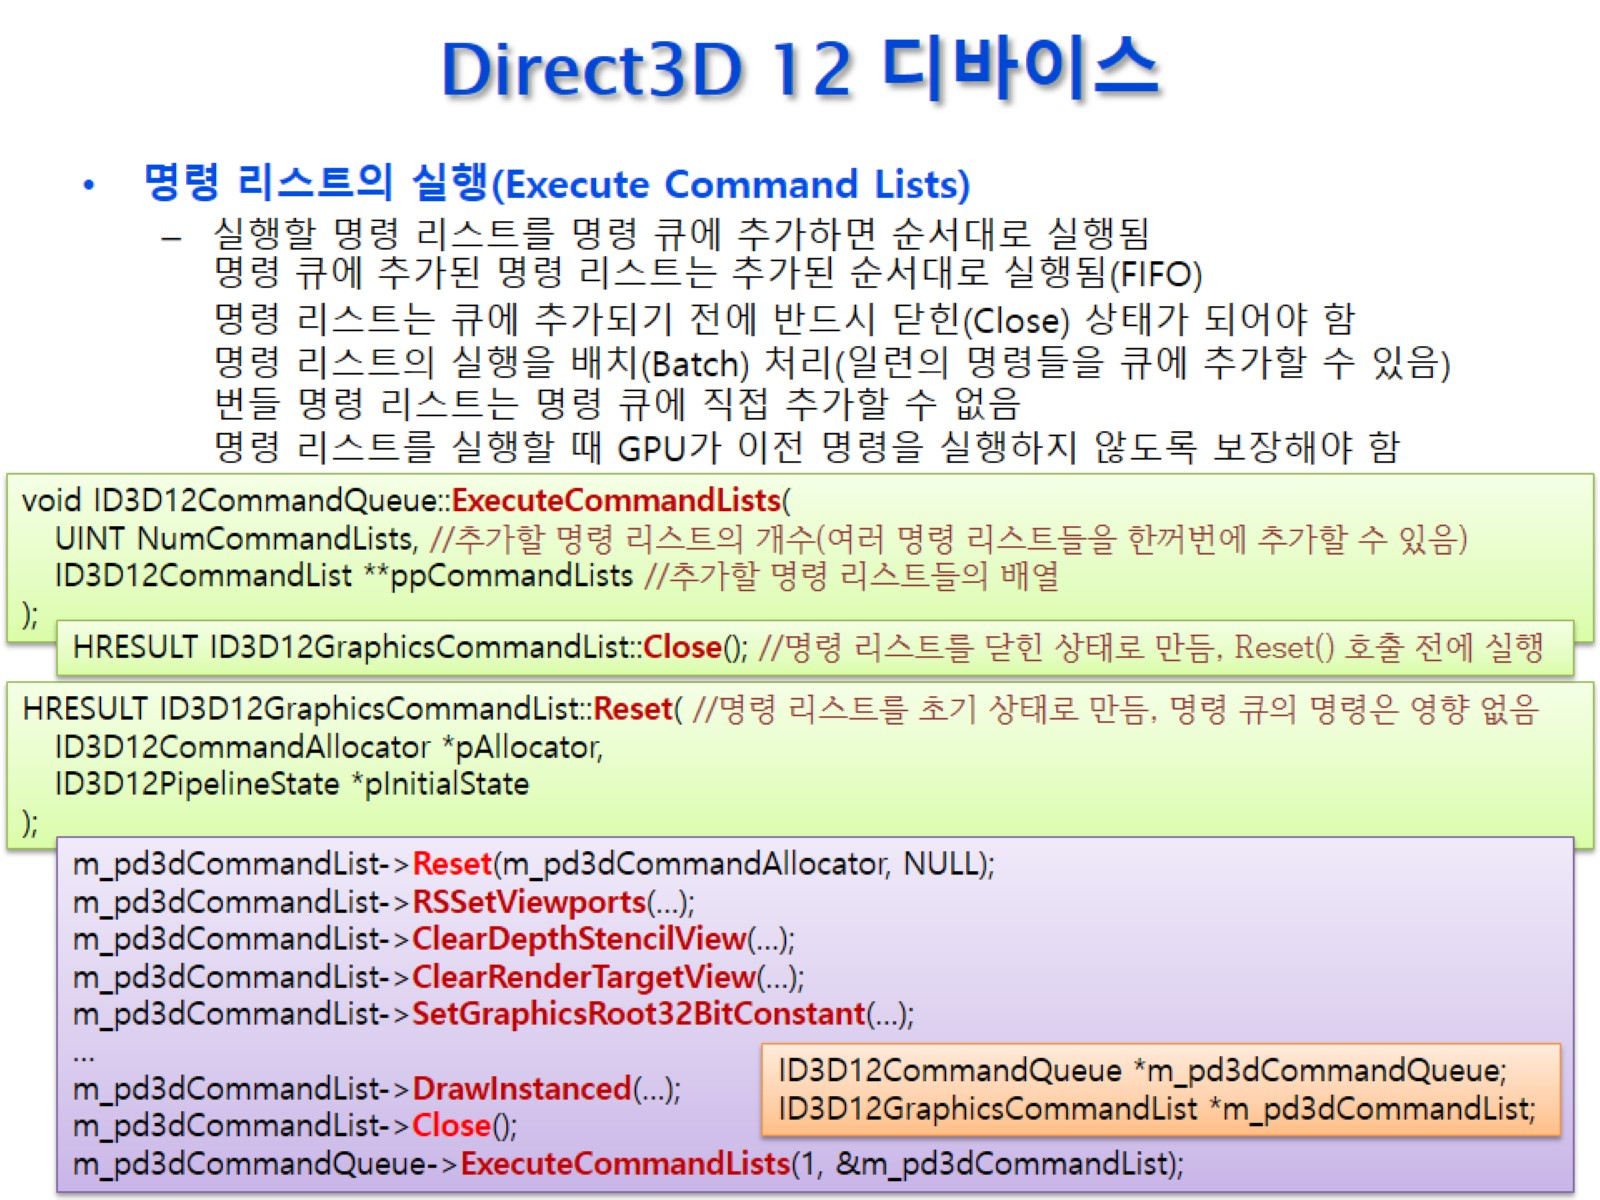 Direct3D 12 디바이스
• 명령 리스트의 실행(Execute Command Lists)
– 실행할 명령 리스트를 명령 큐에 추가하면 순서대로 실행됨
명령 큐에 추가된 명령 리스트는 추가된 순서대로 실행됨(FIFO)
명령 리스트는 큐에 추가되기 전에 반드시 닫힌(Close) 상태가 되어야 함
명령 리스트의 실행을 배치(Batch) 처리(일련의 명령들을 큐에 추가할 수 있음)
번들 명령 리스트는 명령 큐에 직접 추가할 수 없음
명령 리스트를 실행할 때 GPU가 이전 명령을 실행하지 않도록 보장해야 함
void ID3D12CommandQueue::ExecuteCommandLists(
UINT NumCommandLists, //추가할 명령 리스트의 개수(여러 명령 리스트들을 한꺼번에 추가할 수 있음)
ID3D12CommandList **ppCommandLists //추가할 명령 리스트들의 배열
);
HRESULT ID3D12GraphicsCommandList::Close(); //명령 리스트를 닫힌 상태로 만듬, Reset() 호출 전에 실행
HRESULT ID3D12GraphicsCommandList::Reset( //명령 리스트를 초기 상태로 만듬, 명령 큐의 명령은 영향 없음
ID3D12CommandAllocator *pAllocator,
ID3D12PipelineState *pInitialState
);
m_pd3dCommandList->Reset(m_pd3dCommandAllocator, NULL);
m_pd3dCommandList->RSSetViewports(…);
m_pd3dCommandList->ClearDepthStencilView(…);
m_pd3dCommandList->ClearRenderTargetView(…);
m_pd3dCommandList->SetGraphicsRoot32BitConstant(…);
…
m_pd3dCommandList->DrawInstanced(…);
m_pd3dCommandList->Close();
m_pd3dCommandQueue->ExecuteCommandLists(1, &m_pd3dCommandList);
ID3D12CommandQueue *m_pd3dCommandQueue;
ID3D12GraphicsCommandList *m_pd3dCommandList;